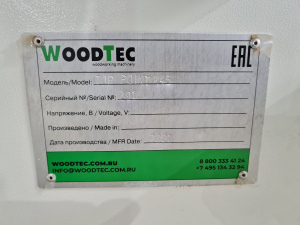 WOODTEC
woodworking machinery
EAC
Модель/Model:
Серийный №/Serial №:
Напряжение, В / Voltage, V:
Произведено / Made in:
Дата производства / MFR Date:
WOODTEC.COM.RU
INFO@WOODTEC.COM.RU
8 800 333 41 24
+7 495 134 32 94